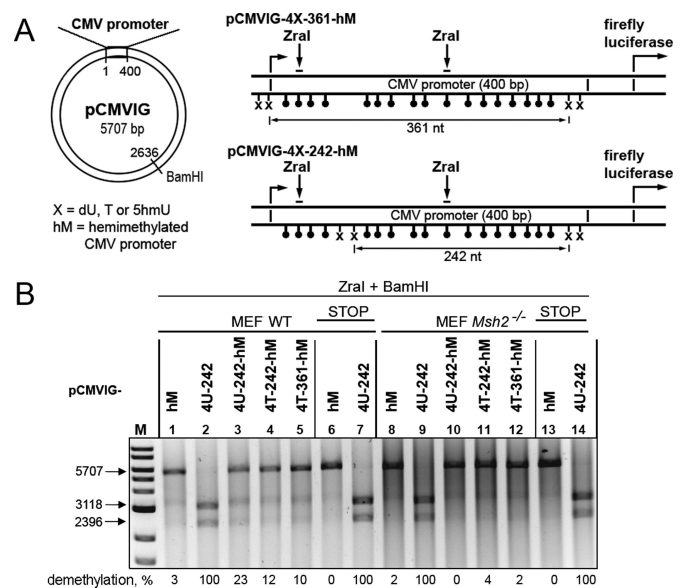 A
CMV promoter
1 400
pCMVIG
5707 bp
2636
BamHI
X = dU, T or 5hmU
hM = hemimethylated
CMV promoter
pCMVIG-4X-361-hM
ZraI ZraI
firefly
luciferase
CMV promoter (400 bp)
x x x x
361 nt
pCMVIG-4X-242-hM
ZraI ZraI
firefly
luciferase
CMV promoter (400 bp)
x x x x
242 nt
B
ZraI + BamHI
MEF WT STOP MEF Msh2 -/- STOP
pCMVIG-
hM 4U-242 4U-242-hM 4T-242-hM 4T-361-hM hM 4U-242 hM 4U-242 4U-242-hM 4T-242-hM 4T-361-hM hM 4U-242
M 1 2 3 4 5 6 7 8 9 10 11 12 13 14
5707
3118
2396
demethylation, % 3 100 23 12 10 0 100 2 100 0 4 2 0 100